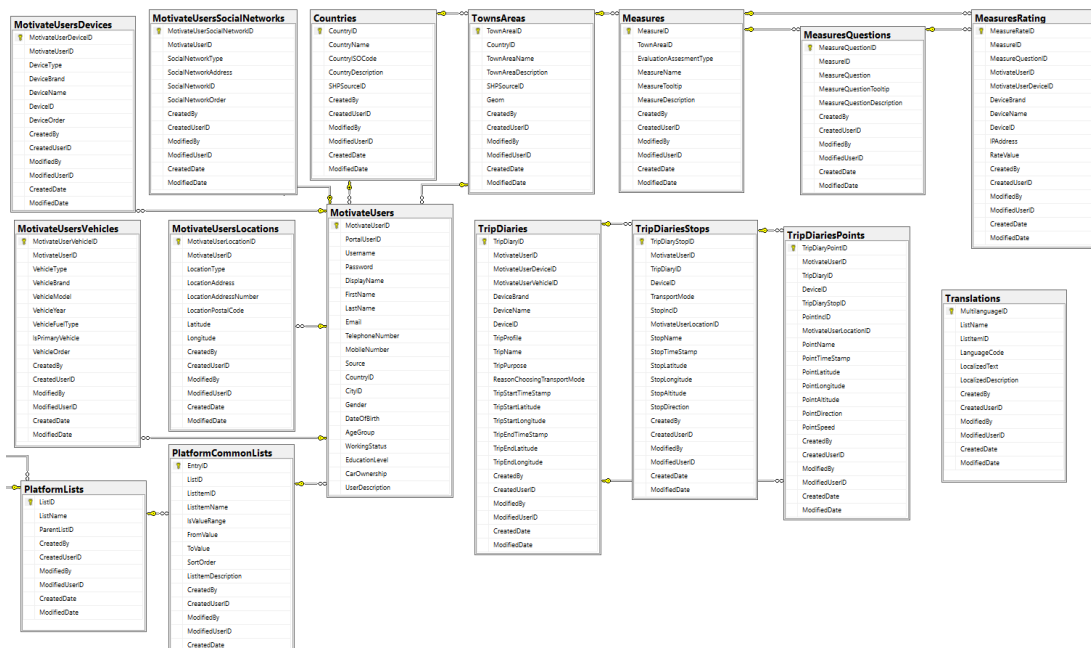 MotivateUsersDevices
MotivateUserDeviceID
MotivateUserID
DeviceType
DeviceBrand
DeviceName
DeviceID
DeviceOrder
CreatedBy
CreatedUserID
ModifiedBy
ModifiedUserID
CreatedDate
ModifiedDate
MotivateUsersSocialNetworks
MotivateUserSocialNetworkID
MotivateUserID
SocialNetworkType
SocialNetworkAddress
SocialNetworkID
SocialNetworkOrder
CreatedBy
CreatedUserID
ModifiedBy
ModifiedUserID
CreatedDate
ModifiedDate
Countries
CountryID
CountryName
CountryISOCode
CountryDescription
SHPSourceID
CreatedBy
CreatedUserID
ModifiedBy
ModifiedUserID
CreatedDate
ModifiedDate
TownsAreas
TownAreaID
CountryID
TownAreaName
TownAreaDescription
SHPSourceID
Geom
CreatedBy
CreatedUserID
ModifiedBy
ModifiedUserID
CreatedDate
ModifiedDate
Measures
MeasureID
TownAreaID
EvaluationAssesmentType
MeasureName
MeasureTooltip
MeasureDescription
CreatedBy
CreatedUserID
ModifiedBy
ModifiedUserID
CreatedDate
ModifiedDate
MeasuresQuestions
MeasureQuestionID
MeasureID
MeasureQuestion
MeasureQuestionTooltip
MeasureQuestionDescription
CreatedBy
CreatedUserID
ModifiedBy
ModifiedUserID
CreatedDate
ModifiedDate
MeasuresRating
MeasureRateID
MeasureID
MeasureQuestionID
MotivateUserID
MotivateUserDeviceID
DeviceBrand
DeviceName
DeviceID
IPAddress
RateValue
CreatedBy
CreatedUserID
ModifiedBy
ModifiedUserID
CreatedDate
ModifiedDate
MotivateUsersVehicles
MotivateUserVehicleID
MotivateUserID
VehicleType
VehicleBrand
VehicleModel
VehicleYear
VehicleFuelType
IsPrimaryVehicle
VehicleOrder
CreatedBy
CreatedUserID
ModifiedBy
ModifiedUserID
CreatedDate
ModifiedDate
MotivateUsersLocations
MotivateUserLocationID
MotivateUserID
LocationType
LocationAddress
LocationAddressNumber
LocationPostalCode
Latitude
Longitude
CreatedBy
CreatedUserID
ModifiedBy
ModifiedUserID
CreatedDate
ModifiedDate
MotivateUsers
MotivateUserID
PortalUserID
Username
Password
DisplayName
FirstName
LastName
Email
TelephoneNumber
MobileNumber
Source
CountryID
CityID
Gender
DateOfBirth
AgeGroup
WorkingStatus
EducationLevel
CarOwnership
UserDescription
TripDiaries
TripDiaryID
MotivateUserID
MotivateUserDeviceID
MotivateUserVehicleID
DeviceBrand
DeviceName
DeviceID
TripProfile
TripName
TripPurpose
ReasonChoosingTransportMode
TripStartTimeStamp
TripStartLatitude
TripStartLongitude
TripEndTimeStamp
TripEndLatitude
TripEndLongitude
CreatedBy
CreatedUserID
ModifiedBy
ModifiedUserID
CreatedDate
ModifiedDate
TripDiariesStops
TripDiaryStopID
MotivateUserID
TripDiaryID
DeviceID
TransportMode
StopIncID
MotivateUserLocationID
StopName
StopTimeStamp
StopLatitude
StopLongitude
StopAltitude
StopDirection
CreatedBy
CreatedUserID
ModifiedBy
ModifiedUserID
CreatedDate
ModifiedDate
TripDiariesPoints
TripDiaryPointID
MotivateUserID
TripDiaryID
DeviceID
TripDiaryStopID
PointIncID
MotivateUserLocationID
PointName
PointTimeStamp
PointLatitude
PointLongitude
PointAltitude
PointDirection
PointSpeed
CreatedBy
CreatedUserID
ModifiedBy
ModifiedUserID
CreatedDate
ModifiedDate
Translations
MultilanguageID
ListName
ListItemID
LanguageCode
LocalizedText
LocalizedDescription
CreatedBy
CreatedUserID
ModifiedBy
ModifiedUserID
CreatedDate
ModifiedDate
PlatformLists
ListID
ListName
ParentListID
CreatedBy
CreatedUserID
ModifiedBy
ModifiedUserID
CreatedDate
ModifiedDate
PlatformCommonLists
EntryID
ListID
ListItemID
ListItemName
IsValueRange
FromValue
ToValue
SortOrder
ListItemDescription
CreatedBy
CreatedUserID
ModifiedBy
ModifiedUserID
CreatedDate